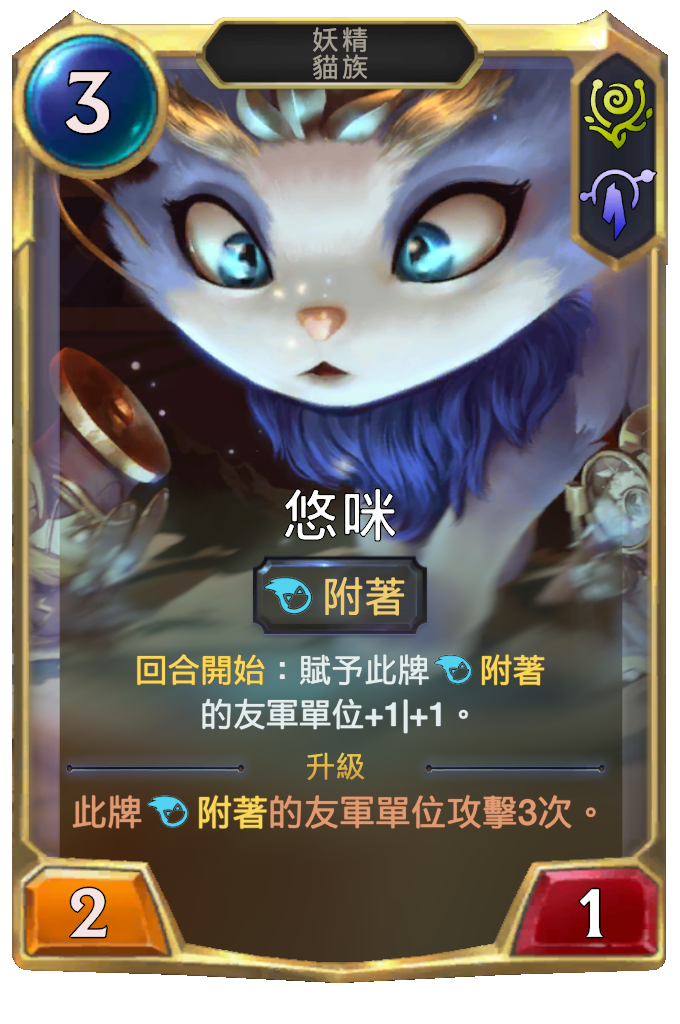 妖精
貓族
3
悠咪
附著
回合開始：賦予此牌附著
的友軍單位+1|+1。
升級
此牌附著的友軍單位攻擊3次。
2
1